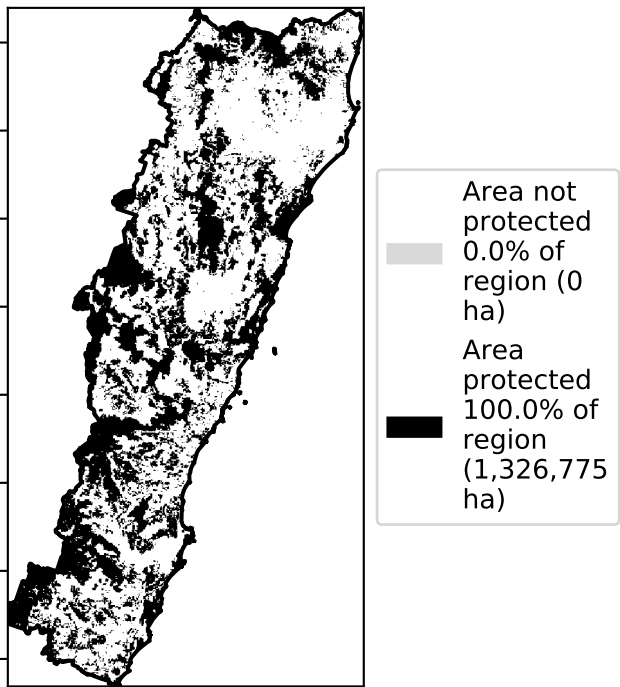 Area not
protected
0.0% of
region (0
ha)
Area
protected
100.0% of
region
(1,326,775
ha)